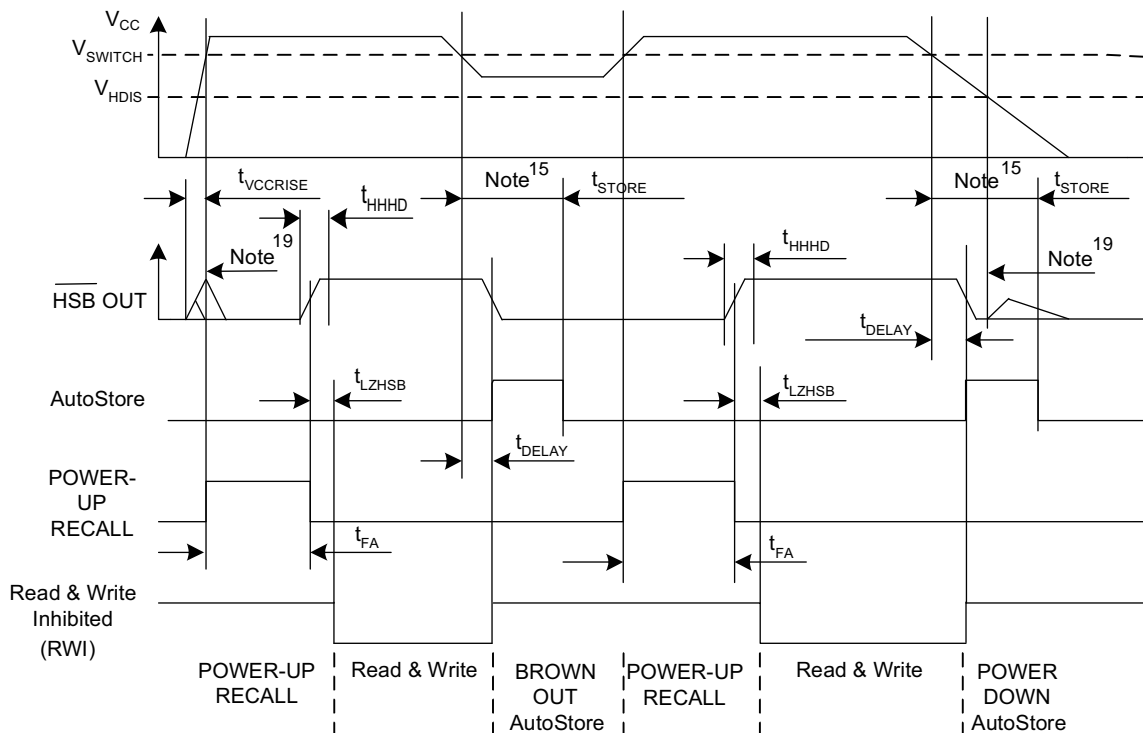 VCC
VSWITCH
VHDIS
tVCCRISE
Note15
tSTORE
Note15
tSTORE
tHHHD
Note19
tHHHD
Note19
HSB OUT
tDELAY
tLZHSB
tLZHSB
AutoStore
tDELAY
POWER-
UP
RECALL
tFA
tFA
Read & Write
Inhibited
(RWI)
POWER-UP
RECALL
Read & Write
BROWN
OUT
AutoStore
POWER-UP
RECALL
Read & Write
POWER
DOWN
AutoStore